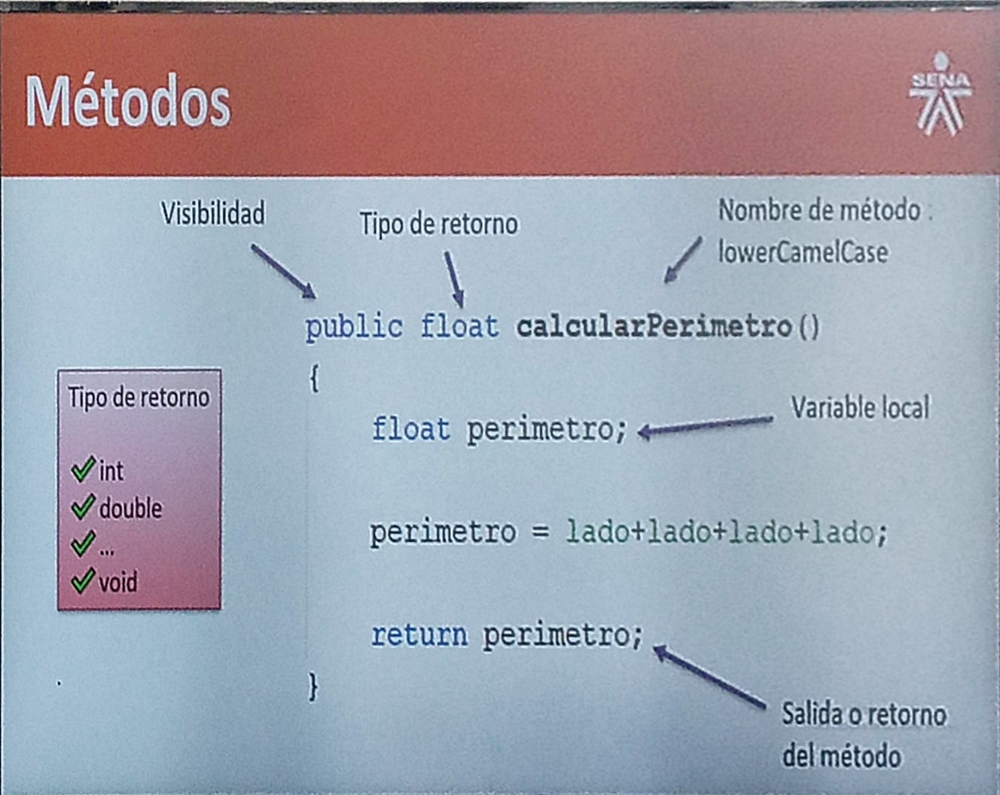 Métodos
SENA
Visibilidad
Tipo de retorno
Nombre de método :
lowerCamelCase
public float calcularPerimetro()
{
Tipo de retorno
int
double
...
void
float perimetro;
Variable local
perimetro = lado+lado+lado+lado;
return perimetro;
}
Salida o retorno
del método